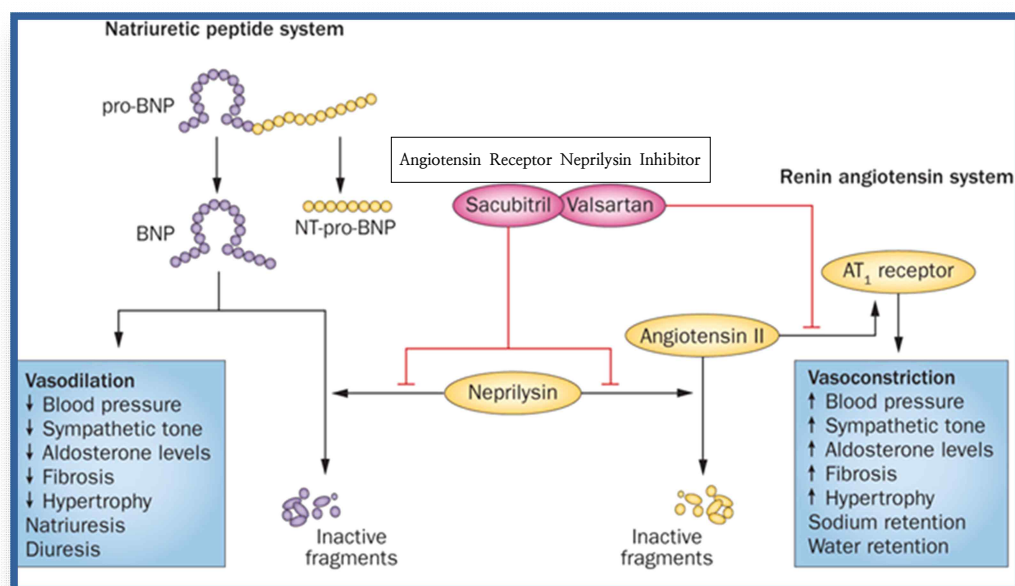 Natriuretic peptide system
pro-BNP
Angiotensin Receptor Neprilysin Inhibitor
Renin angiotensin system
Sacubitril
Valsartan
BNP
NT-pro-BNP
AT₁ receptor
Angiotensin II
Neprilysin
Vasodilation
↓ Blood pressure
↓ Sympathetic tone
↓ Aldosterone levels
↓ Fibrosis
↓ Hypertrophy
Natriuresis
Diuresis
Vasoconstriction
↑ Blood pressure
↑ Sympathetic tone
↑ Aldosterone levels
↑ Fibrosis
↑ Hypertrophy
Sodium retention
Water retention
Inactive
fragments
Inactive
fragments